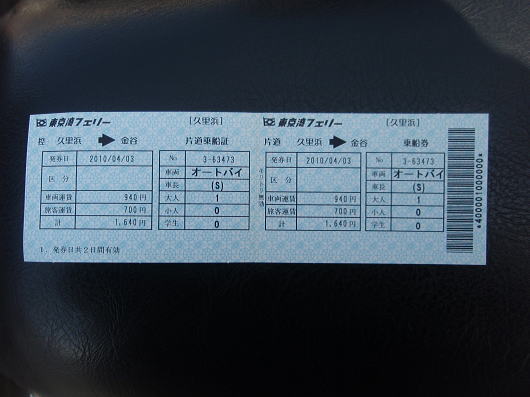 東京湾フェリー [久里浜]
控 久里浜 → 金谷 片道乗船証
発券日 2010/04/03 No 3-63473
区分 車両 オートバイ
車長 (S)
車両運賃 940円 大人 1
旅客運賃 700円 小人 0
計 1,640円 学生 0
1. 発券日共2日間有効
東京湾フェリー [久里浜]
片道 久里浜 → 金谷 乗船券
発券日 2010/04/03 No 3-63473
区分 車両 オートバイ
車長 (S)
車両運賃 940円 大人 1
旅客運賃 700円 小人 0
計 1,640円 学生 0
キリトリ無効
*4000010000000*